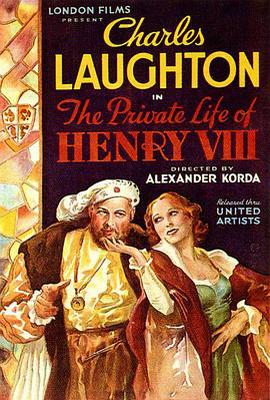 LONDON FILMS
PRESENT
Charles
LAUGHTON
IN
The Private Life of
HENRY VIII
DIRECTED BY
ALEXANDER KORDA
Released thru
UNITED
ARTISTS